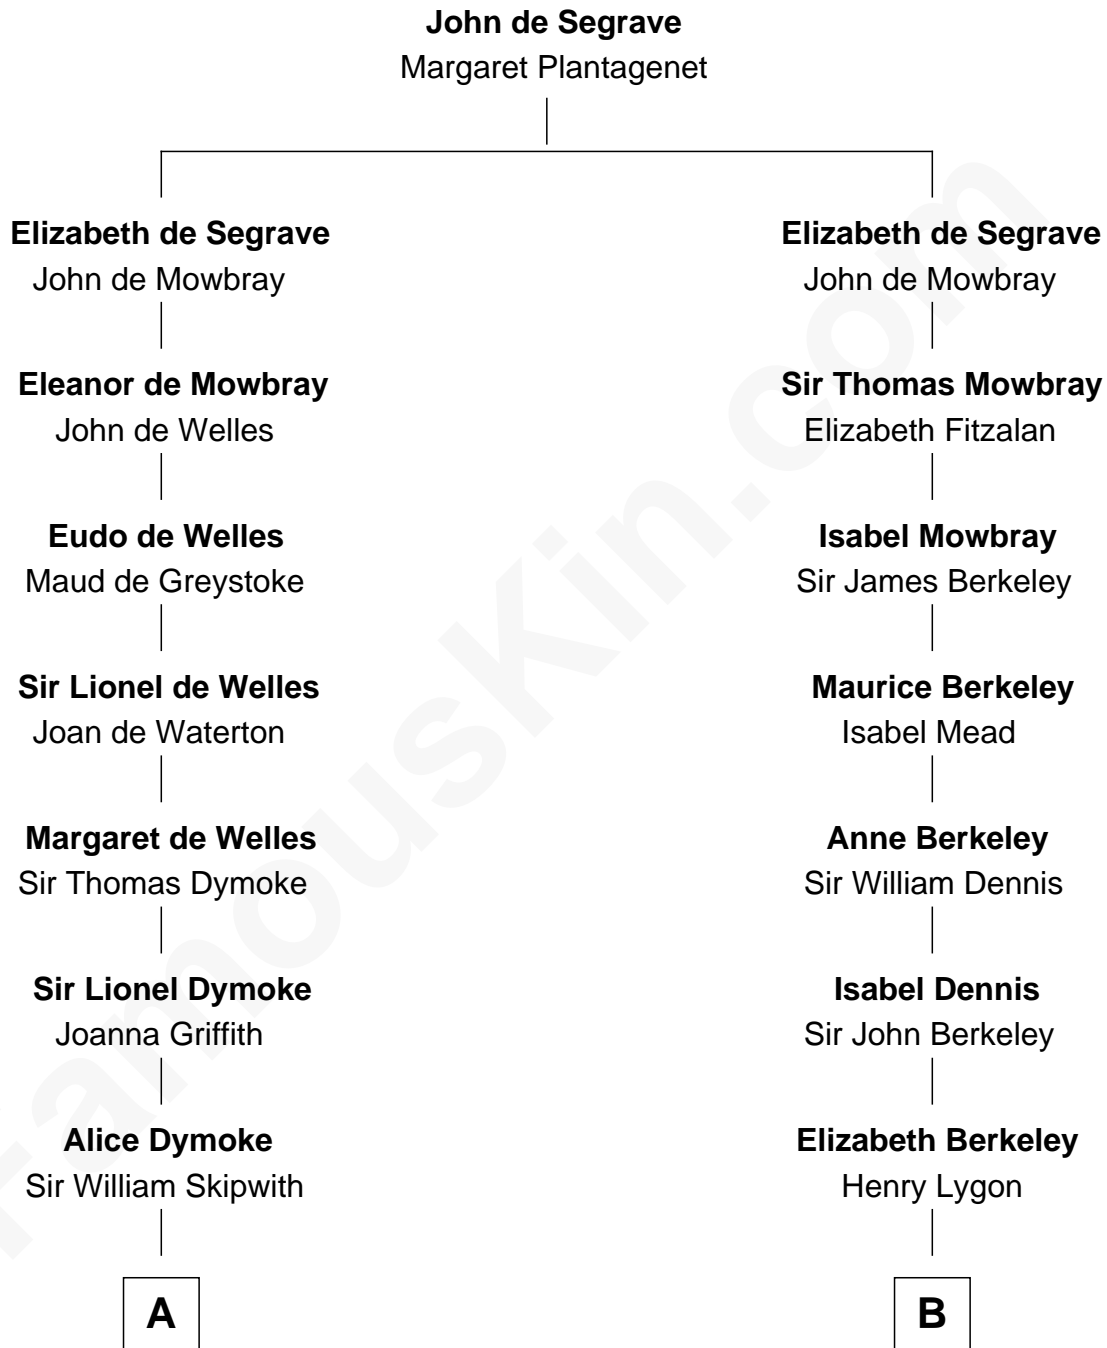 John de Segrave
Margaret Plantagenet
Elizabeth de Segrave
John de Mowbray
Elizabeth de Segrave
John de Mowbray
Eleanor de Mowbray
John de Welles
Sir Thomas Mowbray
Elizabeth Fitzalan
Eudo de Welles
Maud de Greystoke
Isabel Mowbray
Sir James Berkeley
Sir Lionel de Welles
Joan de Waterton
Maurice Berkeley
Isabel Mead
Margaret de Welles
Sir Thomas Dymoke
Anne Berkeley
Sir William Dennis
Sir Lionel Dymoke
Joanna Griffith
Isabel Dennis
Sir John Berkeley
Alice Dymoke
Sir William Skipwith
Elizabeth Berkeley
Henry Lygon
A
B
FamousKin.com